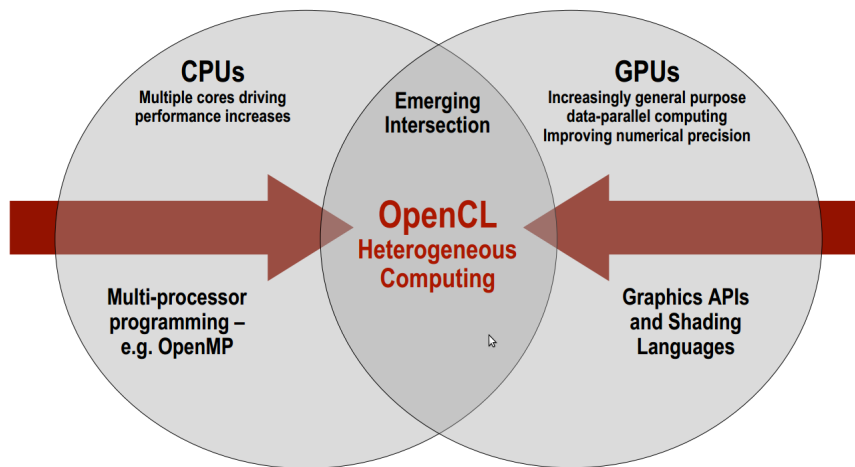 CPUs
Multiple cores driving
performance increases
Emerging
Intersection
GPUs
Increasingly general purpose
data-parallel computing
Improving numerical precision
OpenCL
Heterogeneous
Computing
Multi-processor
programming –
e.g. OpenMP
Graphics APIs
and Shading
Languages